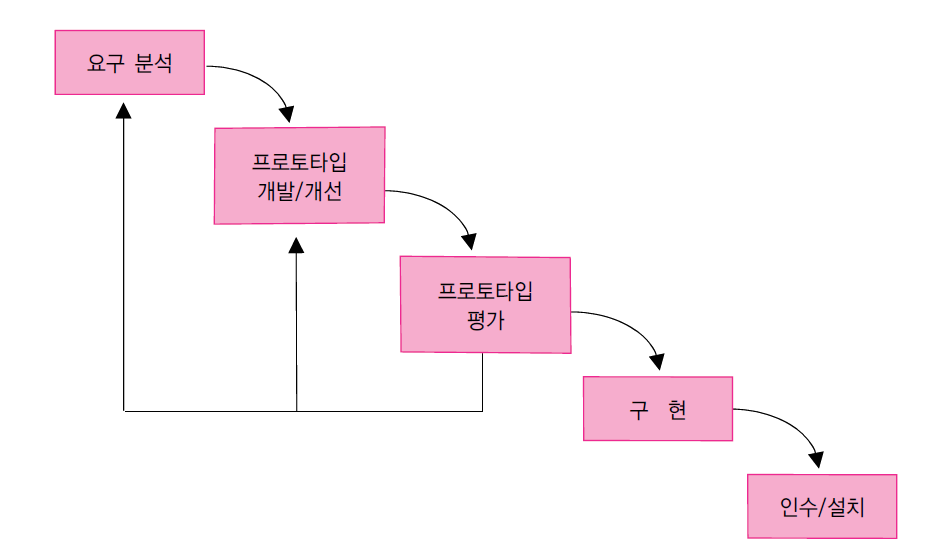 요구 분석
프로토타입
개발/개선
프로토타입
평가
구 현
인수/설치